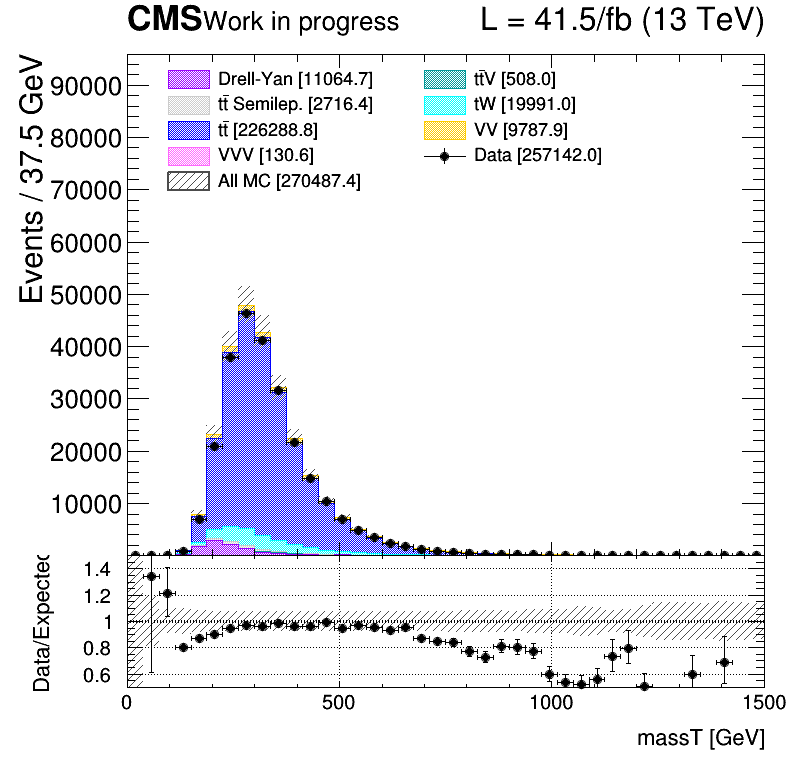 CMS Work in progress L = 41.5/fb (13 TeV)
Events / 37.5 GeV
90000
80000
70000
60000
50000
40000
30000
20000
10000
Drell-Yan [11064.7]
tt̄ Semilep. [2716.4]
tt̄ [226288.8]
VVV [130.6]
All MC [270487.4]
tt̄V [508.0]
tW [19991.0]
VV [9787.9]
Data [257142.0]
Data/Expected
1.4
1.2
1
0.8
0.6
0 500 1000 1500
massT [GeV]